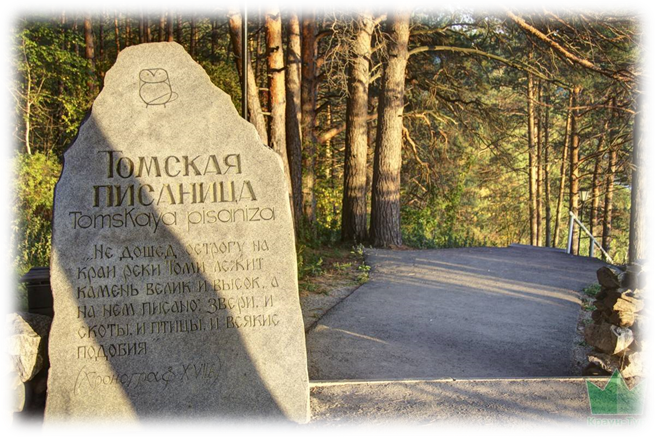 Томская
писаница
Tomskaya pisaniza
...Не дошед острогу на
край реки Томи лежит
камень велик и высок, а
на нем писано: звери, и
скоты, и птицы, и всякие
подобия